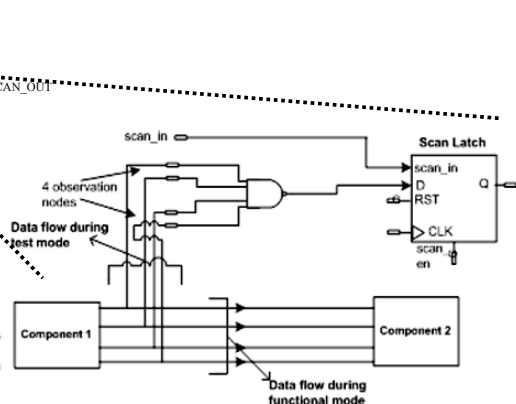 CAN_OUT
scan_in
Scan Latch
scan_in
D
Q
RST
CLK
scan_
en
4 observation
nodes
Data flow during
test mode
Component 1
Component 2
Data flow during
functional mode